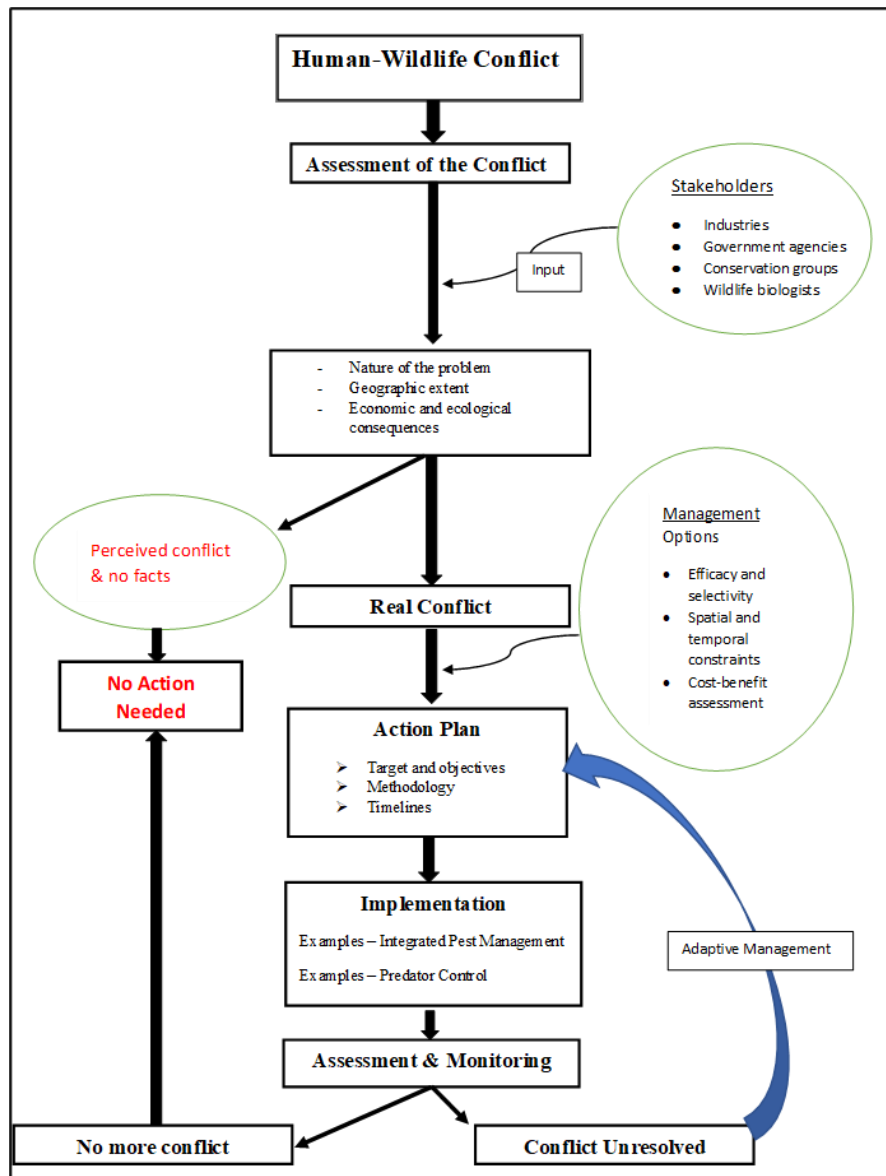 Human-Wildlife Conflict
Assessment of the Conflict
Stakeholders
● Industries
● Government agencies
● Conservation groups
● Wildlife biologists
Input
- Nature of the problem
- Geographic extent
- Economic and ecological
consequences
Perceived conflict
& no facts
Management
Options
● Efficacy and
selectivity
● Spatial and
temporal
constraints
● Cost-benefit
assessment
Real Conflict
No Action
Needed
Action Plan
➢ Target and objectives
➢ Methodology
➢ Timelines
Implementation
Examples – Integrated Pest Management
Examples – Predator Control
Adaptive Management
Assessment & Monitoring
No more conflict
Conflict Unresolved